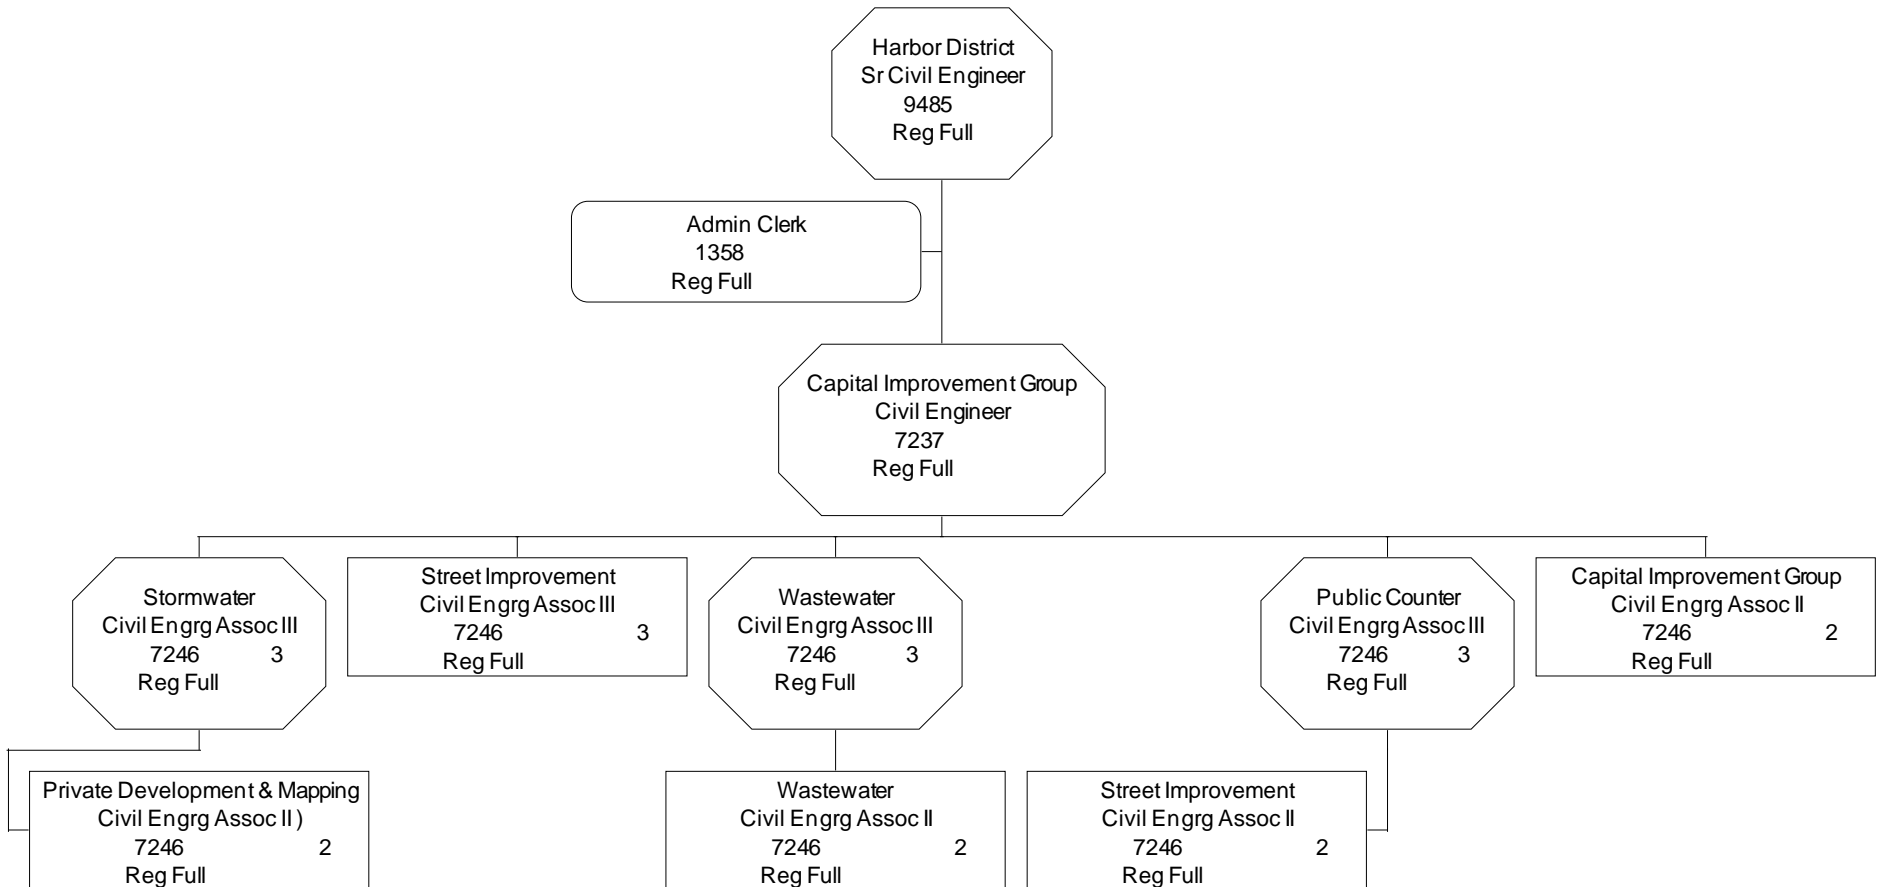 Harbor District
Sr Civil Engineer
9485
Reg Full
Admin Clerk
1358
Reg Full
Capital Improvement Group
Civil Engineer
7237
Reg Full
Stormwater
Civil Engrg Assoc III
7246 3
Reg Full
Street Improvement
Civil Engrg Assoc III
7246 3
Reg Full
Wastewater
Civil Engrg Assoc III
7246 3
Reg Full
Public Counter
Civil Engrg Assoc III
7246 3
Reg Full
Capital Improvement Group
Civil Engrg Assoc II
7246 2
Reg Full
Private Development & Mapping
Civil Engrg Assoc II )
7246 2
Reg Full
Wastewater
Civil Engrg Assoc II
7246 2
Reg Full
Street Improvement
Civil Engrg Assoc II
7246 2
Reg Full